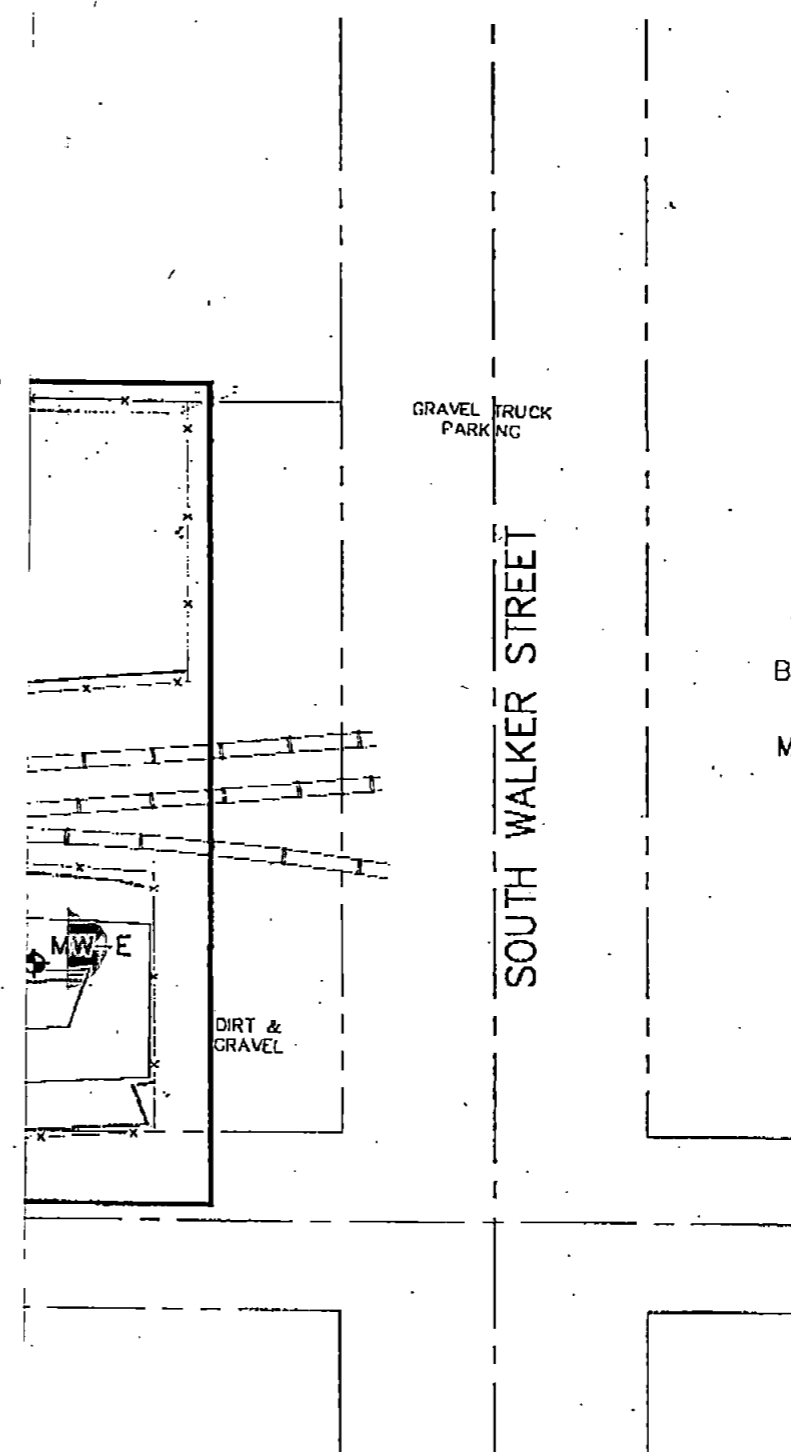 GRAVEL TRUCK
PARKING
SOUTH WALKER STREET
B
M
MW-E
DIRT &
GRAVEL